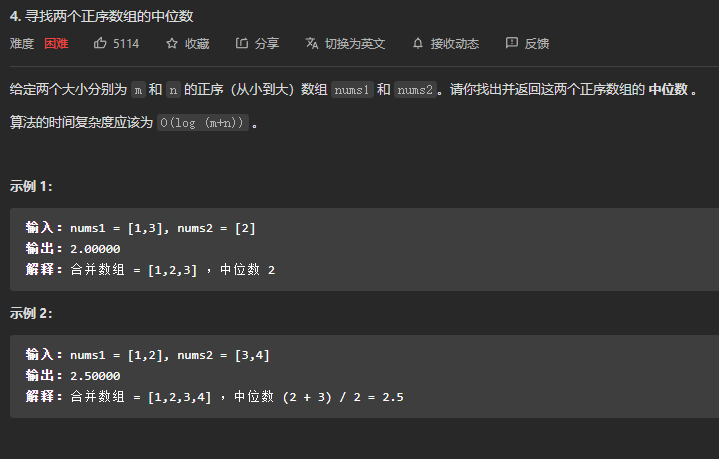 4. 寻找两个正序数组的中位数
难度 困难 5114 收藏 分享 切换为英文 接收动态 反馈
给定两个大小分别为 m 和 n 的正序（从小到大）数组 nums1 和 nums2。请你找出并返回这两个正序数组的 中位数 。
算法的时间复杂度应该为 O(log (m+n)) 。
示例 1：
输入：nums1 = [1,3], nums2 = [2]
输出：2.00000
解释：合并数组 = [1,2,3] ，中位数 2
示例 2：
输入：nums1 = [1,2], nums2 = [3,4]
输出：2.50000
解释：合并数组 = [1,2,3,4] ，中位数 (2 + 3) / 2 = 2.5